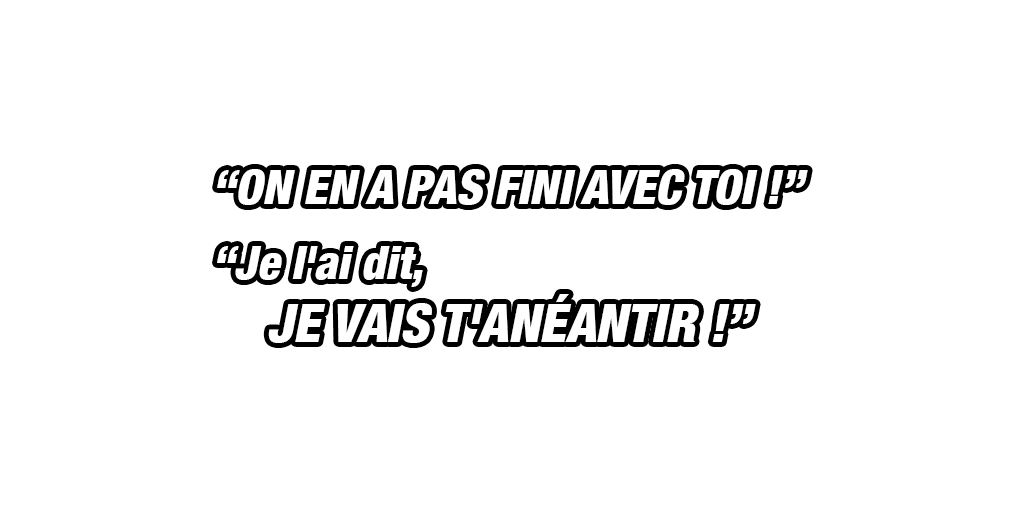 “ON EN A PAS FINI AVEC TOI !”
“Je l'ai dit,
JE VAIS T'ANÉANTIR !”